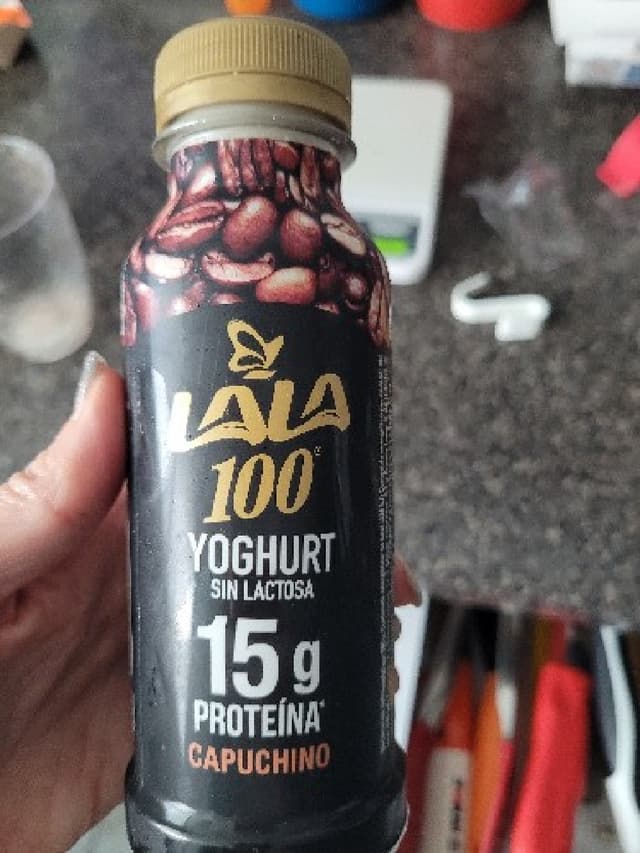 LALA
100
YOGHURT
SIN LACTOSA
15 g
PROTEÍNA*
CAPUCHINO